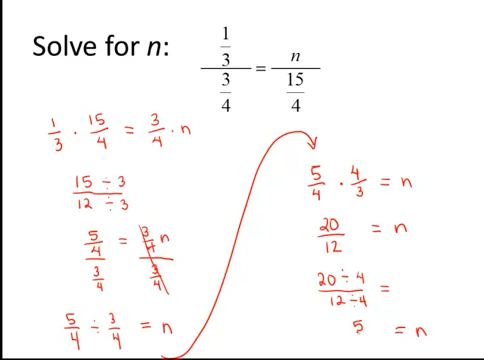 Solve for n: (1/3)/(3/4) = n/(15/4)
1/3 · 15/4 = 3/4 · n
15 ÷ 3 / 12 ÷ 3
(5/4)/(3/4) = (3/4 n)/(3/4)
5/4 ÷ 3/4 = n
5/4 · 4/3 = n
20/12 = n
20 ÷ 4 / 12 ÷ 4 =
5 = n